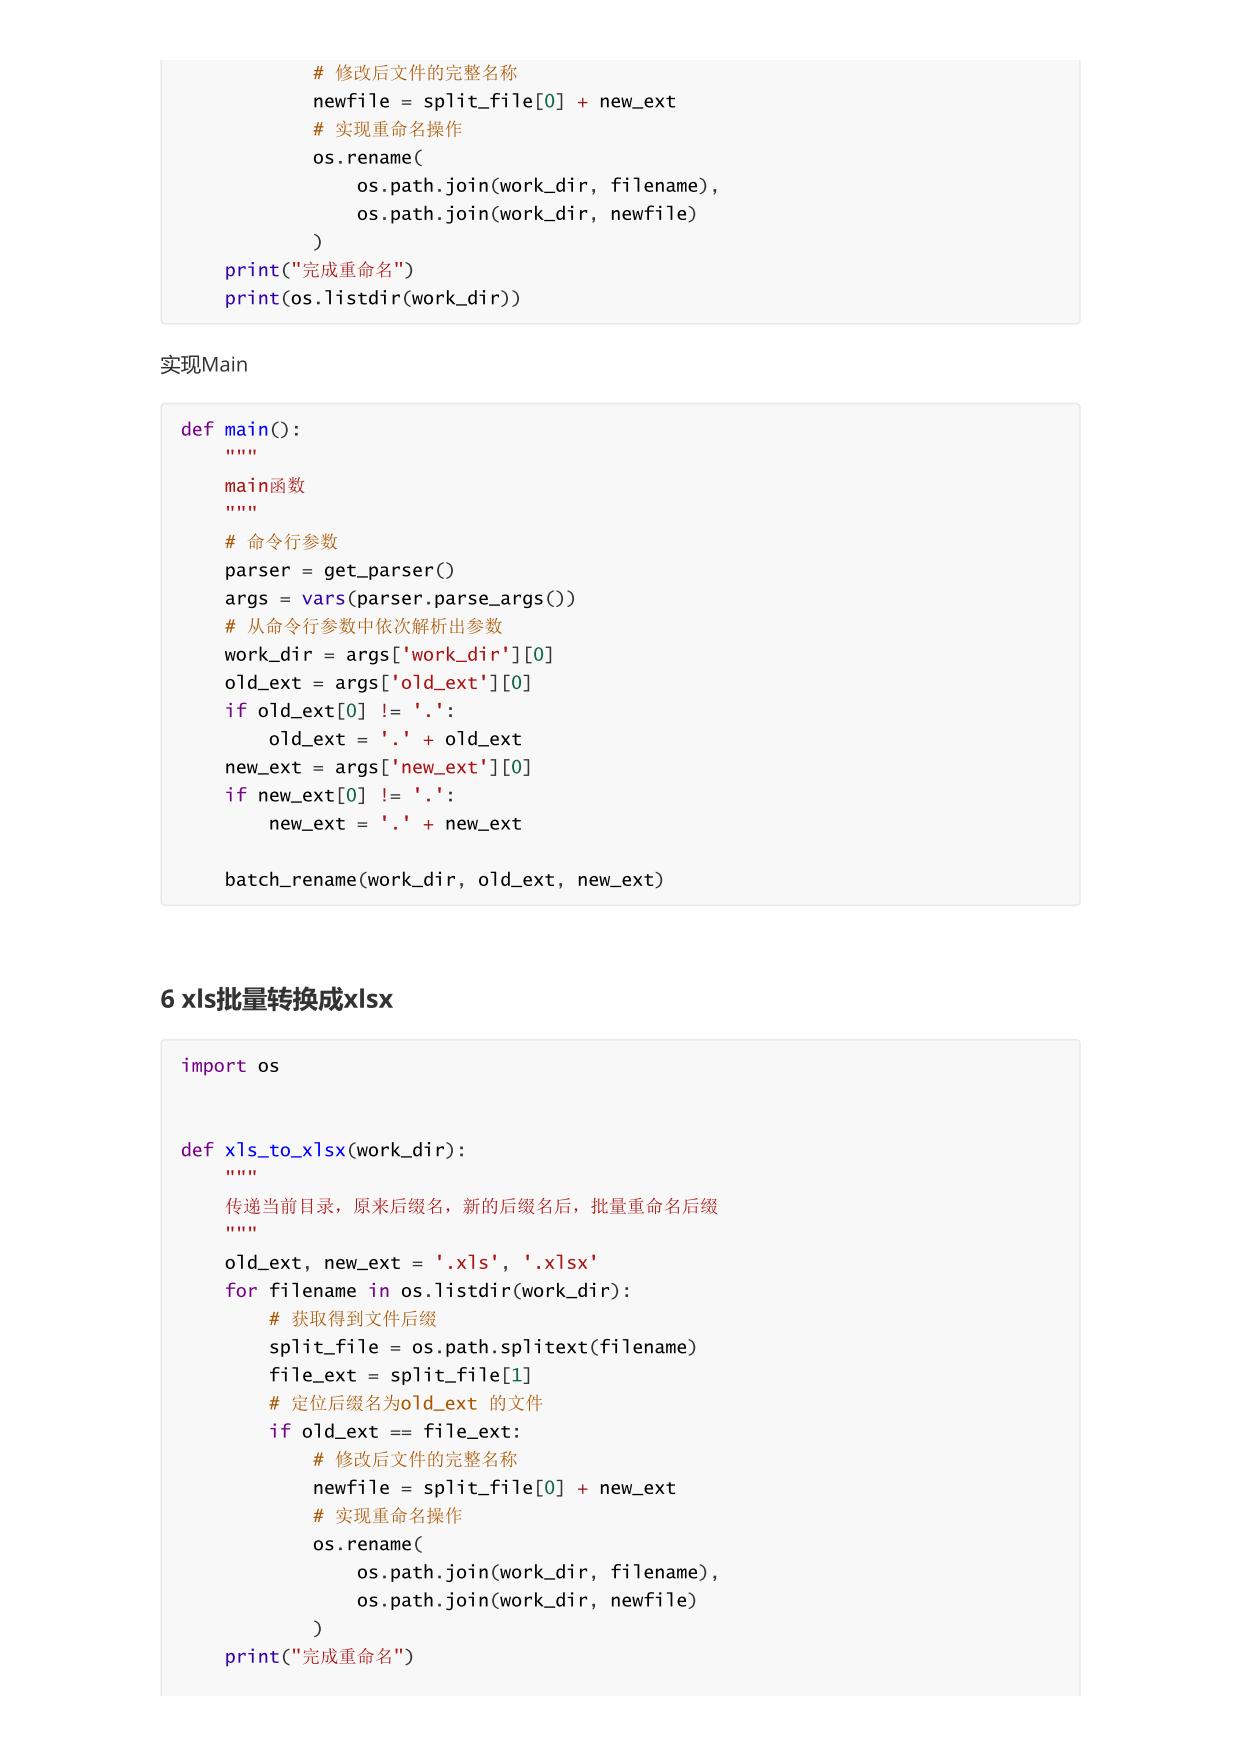 # 修改后文件的完整名称
            newfile = split_file[0] + new_ext
            # 实现重命名操作
            os.rename(
                os.path.join(work_dir, filename),
                os.path.join(work_dir, newfile)
            )
    print("完成重命名")
    print(os.listdir(work_dir))
实现Main
def main():
    """
    main函数
    """
    # 命令行参数
    parser = get_parser()
    args = vars(parser.parse_args())
    # 从命令行参数中依次解析出参数
    work_dir = args['work_dir'][0]
    old_ext = args['old_ext'][0]
    if old_ext[0] != '.':
        old_ext = '.' + old_ext
    new_ext = args['new_ext'][0]
    if new_ext[0] != '.':
        new_ext = '.' + new_ext
    batch_rename(work_dir, old_ext, new_ext)
6 xls批量转换成xlsx
import os
def xls_to_xlsx(work_dir):
    """
    传递当前目录，原来后缀名，新的后缀名后，批量重命名后缀
    """
    old_ext, new_ext = '.xls', '.xlsx'
    for filename in os.listdir(work_dir):
        # 获取得到文件后缀
        split_file = os.path.splitext(filename)
        file_ext = split_file[1]
        # 定位后缀名为old_ext 的文件
        if old_ext == file_ext:
            # 修改后文件的完整名称
            newfile = split_file[0] + new_ext
            # 实现重命名操作
            os.rename(
                os.path.join(work_dir, filename),
                os.path.join(work_dir, newfile)
            )
    print("完成重命名")